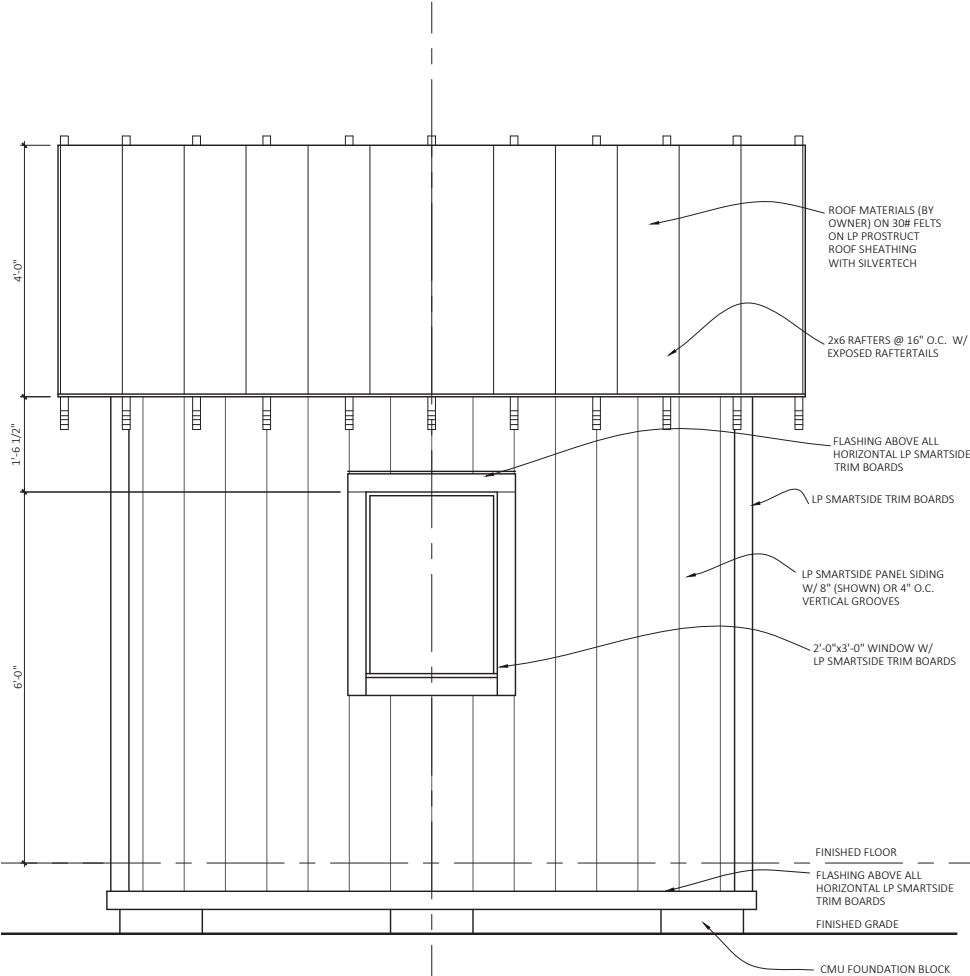 4'-0"
1'-6 1/2"
6'-0"
ROOF MATERIALS (BY
OWNER) ON 30# FELTS
ON LP PROSTRUCT
ROOF SHEATHING
WITH SILVERTECH
2x6 RAFTERS @ 16" O.C. W/
EXPOSED RAFTERTAILS
FLASHING ABOVE ALL
HORIZONTAL LP SMARTSIDE
TRIM BOARDS
LP SMARTSIDE TRIM BOARDS
LP SMARTSIDE PANEL SIDING
W/ 8" (SHOWN) OR 4" O.C.
VERTICAL GROOVES
2'-0"x3'-0" WINDOW W/
LP SMARTSIDE TRIM BOARDS
FINISHED FLOOR
FLASHING ABOVE ALL
HORIZONTAL LP SMARTSIDE
TRIM BOARDS
FINISHED GRADE
CMU FOUNDATION BLOCK